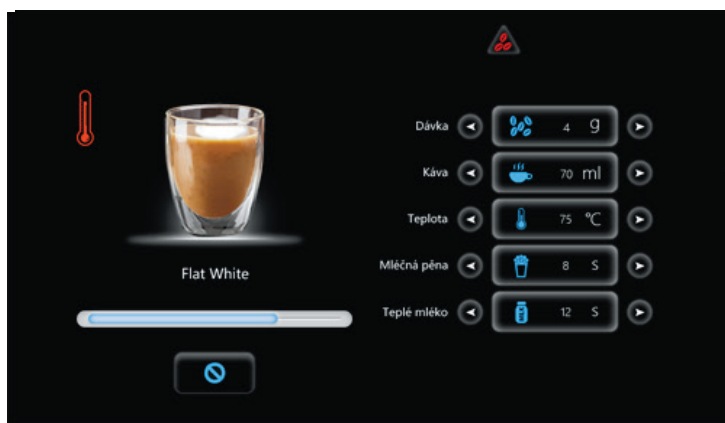 Dávka 4 g
Káva 70 ml
Teplota 75 °C
Mléčná pěna 8 S
Flat White
Teplé mléko 12 S